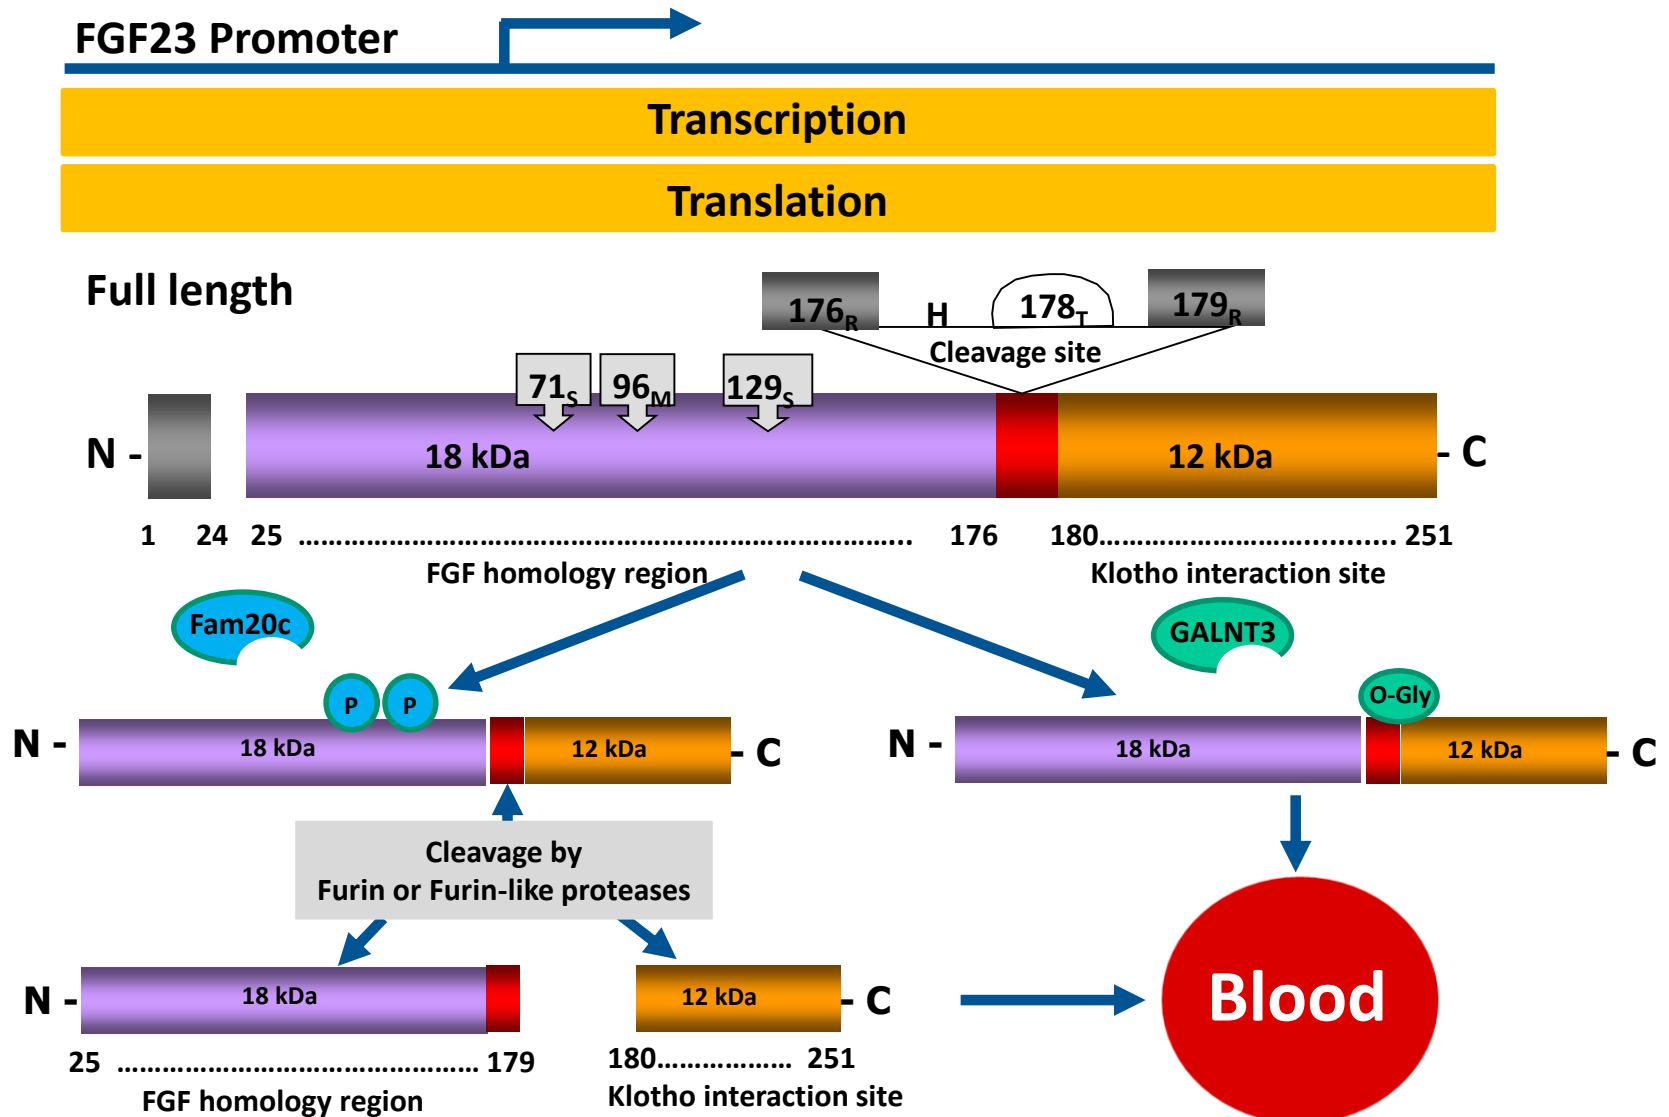 FGF23 Promoter
Transcription
Translation
Full length
176R H 178T 179R
Cleavage site
71S 96M 129S
N - 18 kDa 12 kDa - C
1 24 25 ........................................................................ 176 180................................. 251
FGF homology region Klotho interaction site
Fam20c GALNT3
P P O-Gly
N - 18 kDa 12 kDa - C N - 18 kDa 12 kDa - C
Cleavage by
Furin or Furin-like proteases
N - 18 kDa 12 kDa - C Blood
25 ............................................. 179 180................ 251
FGF homology region Klotho interaction site